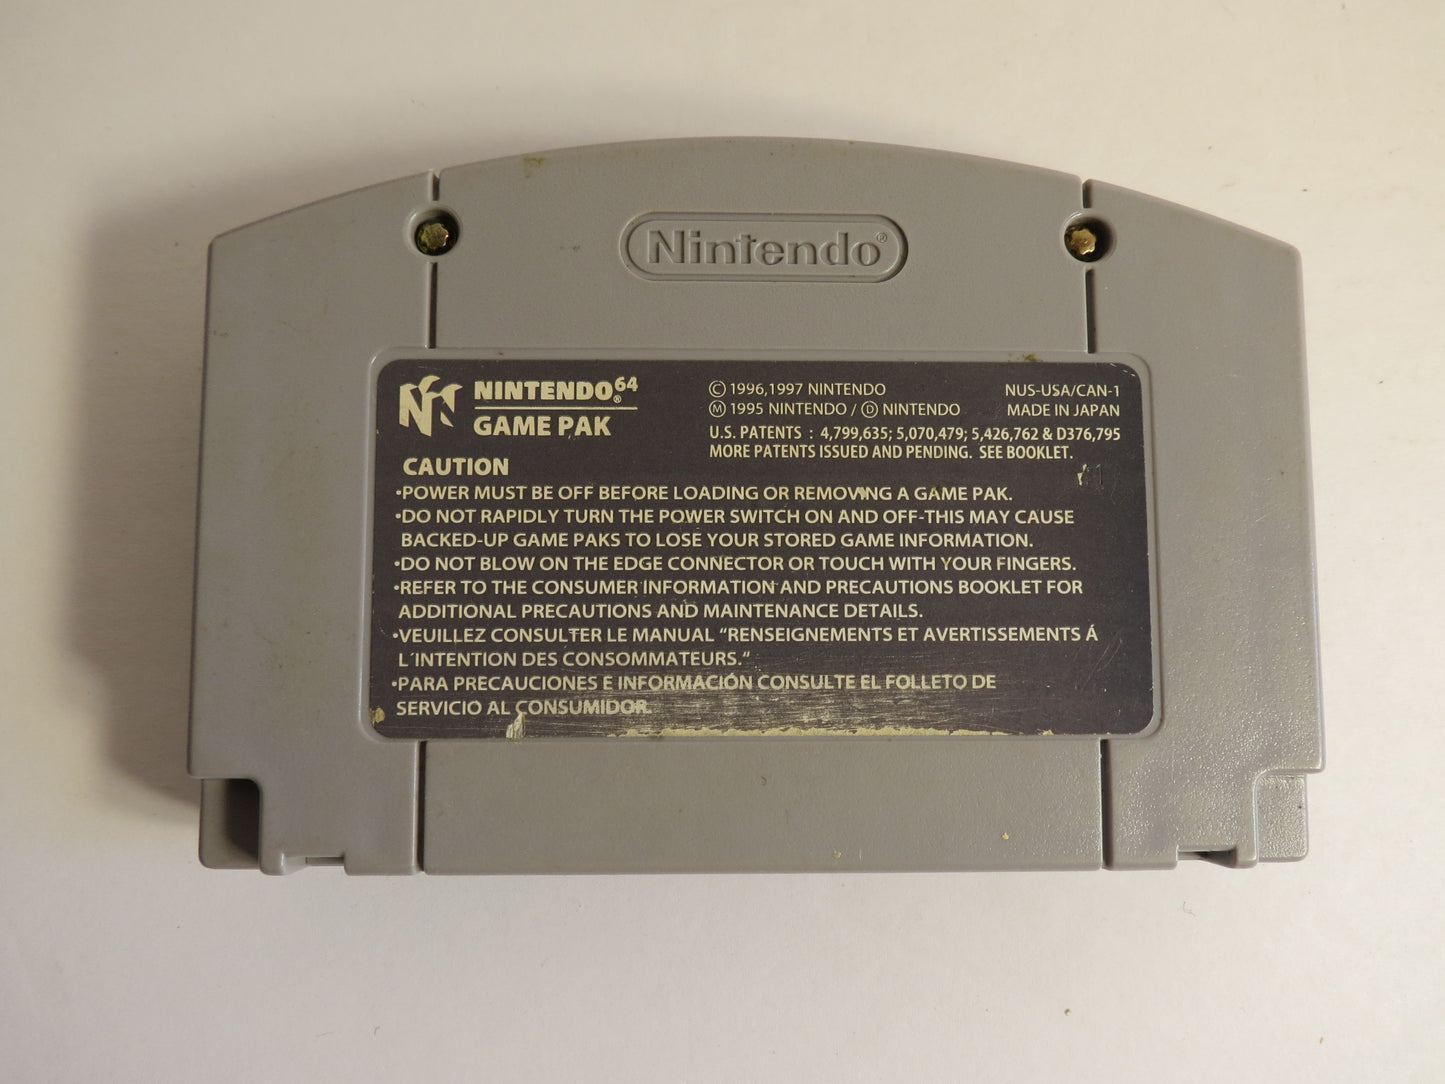 Nintendo®
NINTENDO⁶⁴®
GAME PAK
© 1996,1997 NINTENDO
Ⓜ 1995 NINTENDO / Ⓓ NINTENDO
NUS-USA/CAN-1
MADE IN JAPAN
U.S. PATENTS : 4,799,635; 5,070,479; 5,426,762 & D376,795
MORE PATENTS ISSUED AND PENDING. SEE BOOKLET.
CAUTION
•POWER MUST BE OFF BEFORE LOADING OR REMOVING A GAME PAK.
•DO NOT RAPIDLY TURN THE POWER SWITCH ON AND OFF-THIS MAY CAUSE
BACKED-UP GAME PAKS TO LOSE YOUR STORED GAME INFORMATION.
•DO NOT BLOW ON THE EDGE CONNECTOR OR TOUCH WITH YOUR FINGERS.
•REFER TO THE CONSUMER INFORMATION AND PRECAUTIONS BOOKLET FOR
ADDITIONAL PRECAUTIONS AND MAINTENANCE DETAILS.
•VEUILLEZ CONSULTER LE MANUAL “RENSEIGNEMENTS ET AVERTISSEMENTS Á
L´INTENTION DES CONSOMMATEURS.“
•PARA PRECAUCIONES E INFORMACIÓN CONSULTE EL FOLLETO DE
SERVICIO AL CONSUMIDOR.